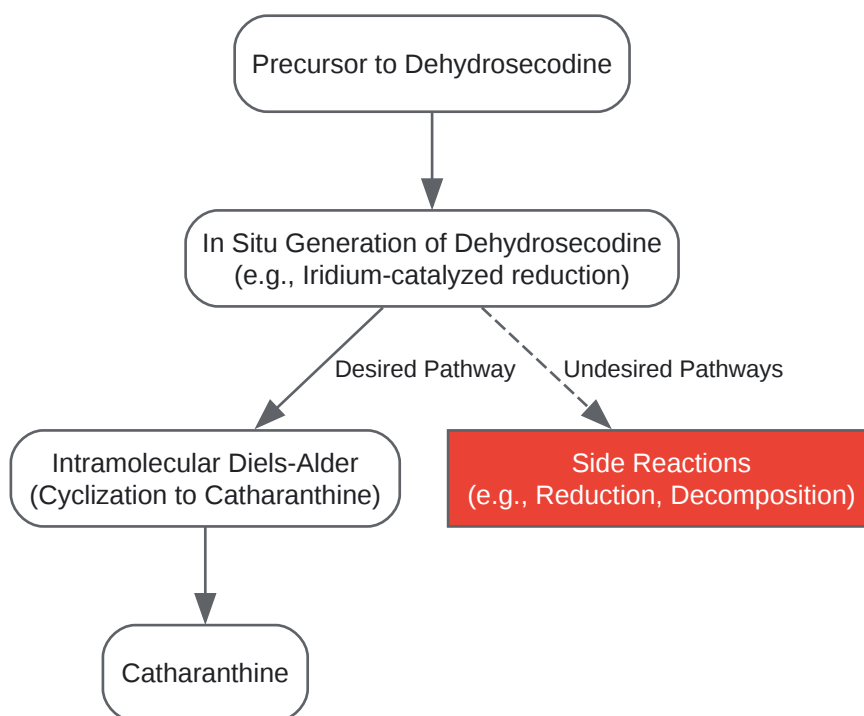 Precursor to Dehydrosecodine
In Situ Generation of Dehydrosecodine
(e.g., Iridium-catalyzed reduction)
Desired Pathway
Undesired Pathways
Intramolecular Diels-Alder
(Cyclization to Catharanthine)
Side Reactions
(e.g., Reduction, Decomposition)
Catharanthine